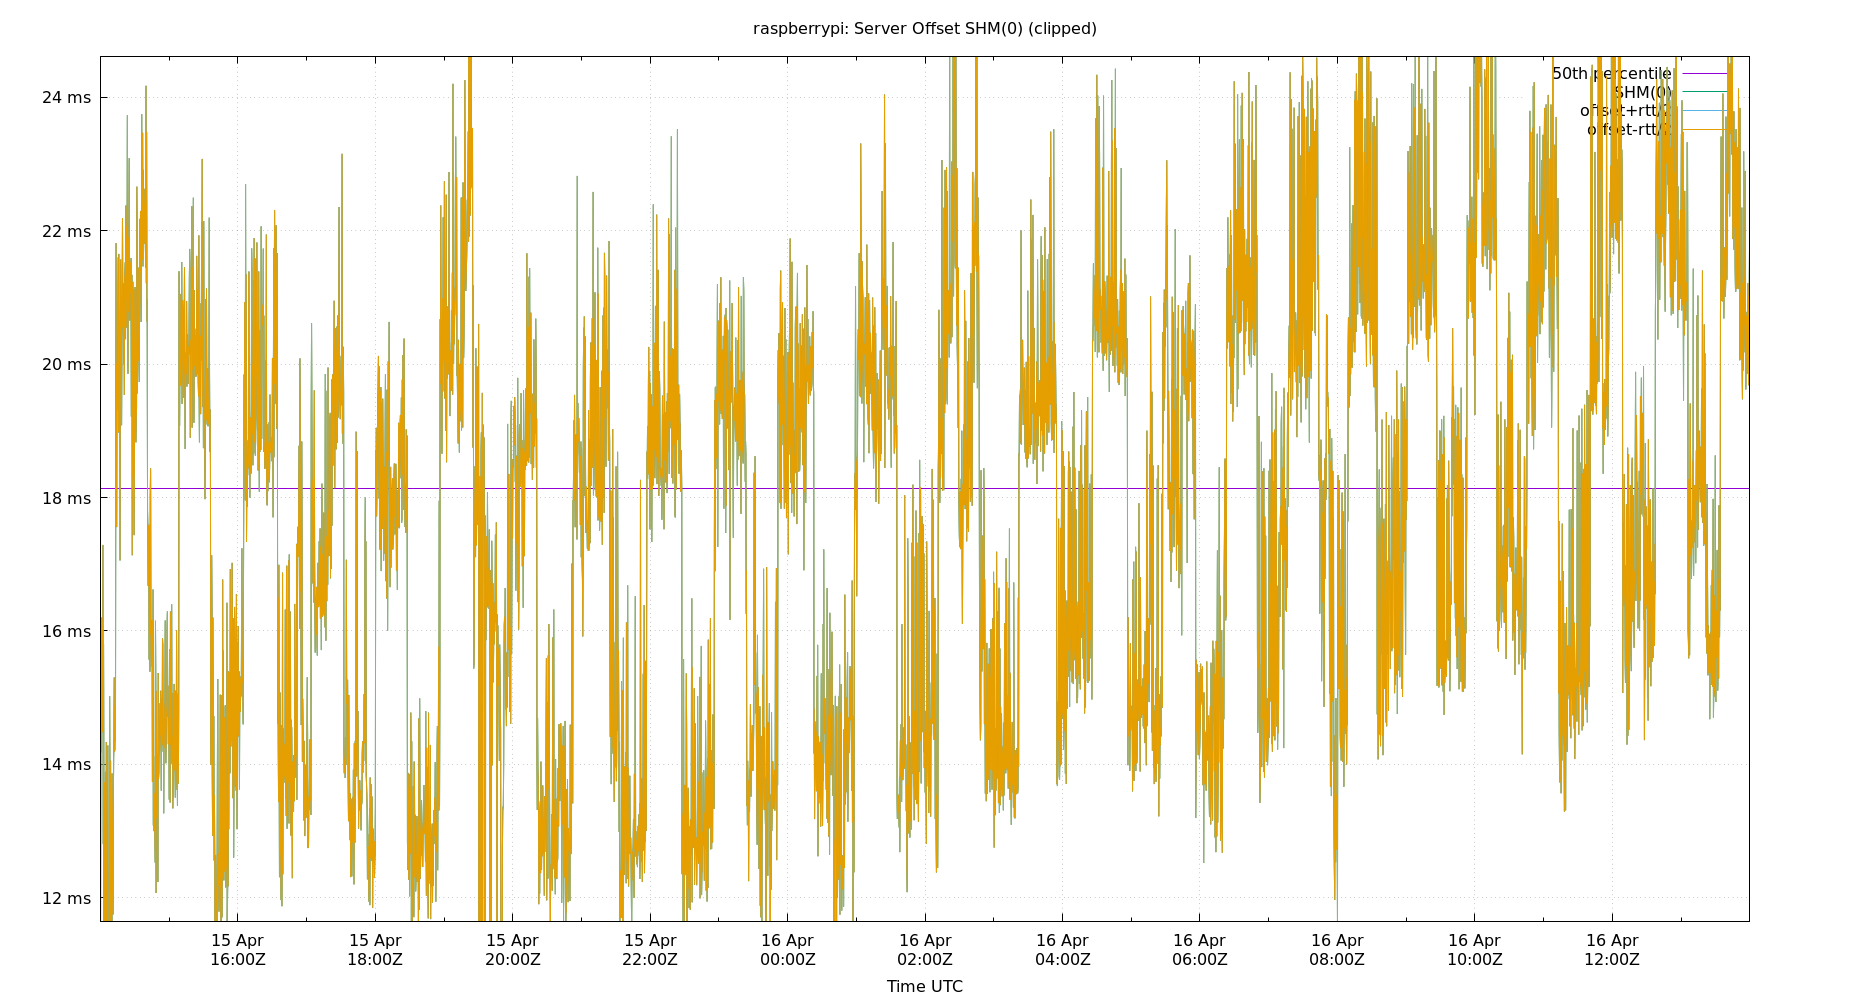 raspberrypi: Server Offset SHM(0) (clipped)
24 ms
22 ms
20 ms
18 ms
16 ms
14 ms
12 ms
50th percentile
SHM(0)
offset+rtt/2
offset-rtt/2
15 Apr 15 Apr 15 Apr 15 Apr 16 Apr 16 Apr 16 Apr 16 Apr 16 Apr 16 Apr 16 Apr
16:00Z 18:00Z 20:00Z 22:00Z 00:00Z 02:00Z 04:00Z 06:00Z 08:00Z 10:00Z 12:00Z
Time UTC